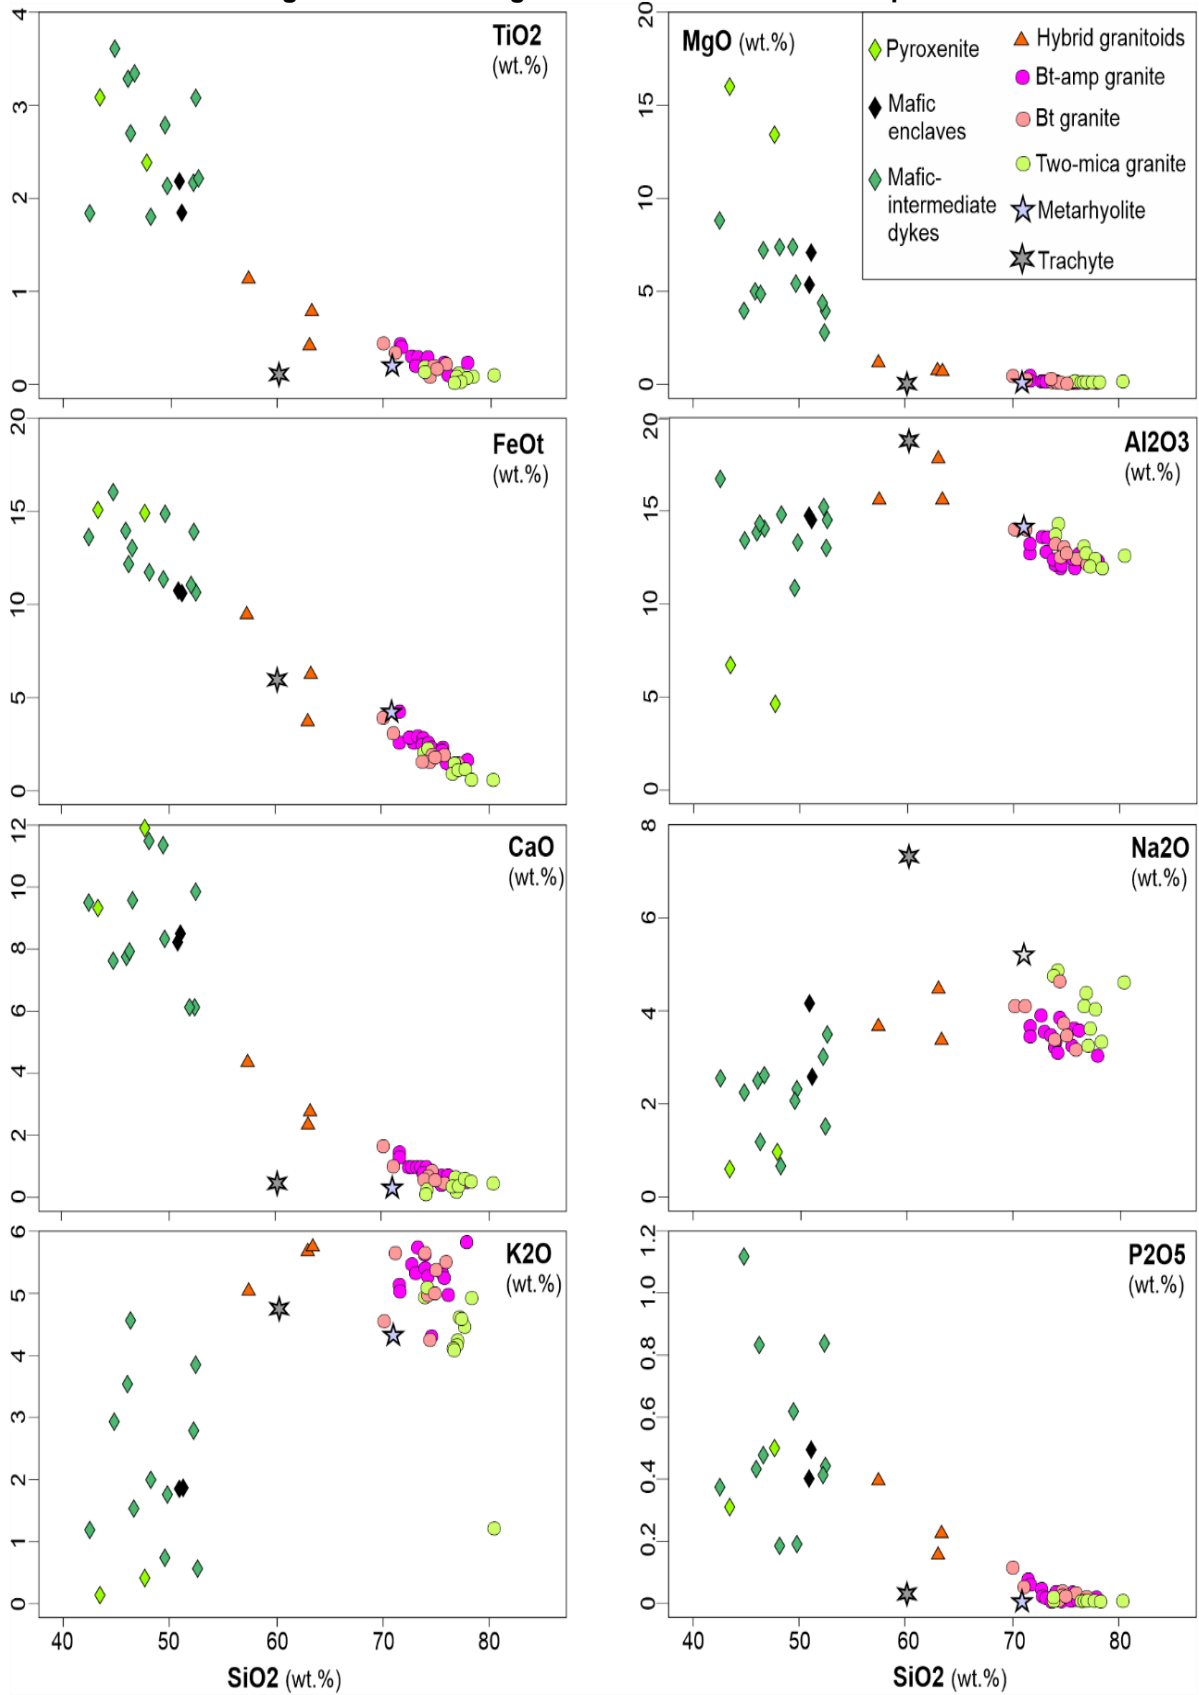 TiO2
(wt.%)
4
3
2
1
0
MgO (wt.%)
20
15
10
5
0
Pyroxenite
Mafic
enclaves
Mafic-
intermediate
dykes
Hybrid granitoids
Bt-amp granite
Bt granite
Two-mica granite
Metarhyolite
Trachyte
FeOt
(wt.%)
20
15
10
5
0
Al2O3
(wt.%)
20
15
10
5
0
CaO
(wt.%)
12
10
8
6
4
2
0
Na2O
(wt.%)
8
6
4
2
0
K2O
(wt.%)
6
5
4
3
2
1
0
40 50 60 70 80
SiO2 (wt.%)
P2O5
(wt.%)
1.2
1.0
0.8
0.6
0.4
0.2
0
40 50 60 70 80
SiO2 (wt.%)